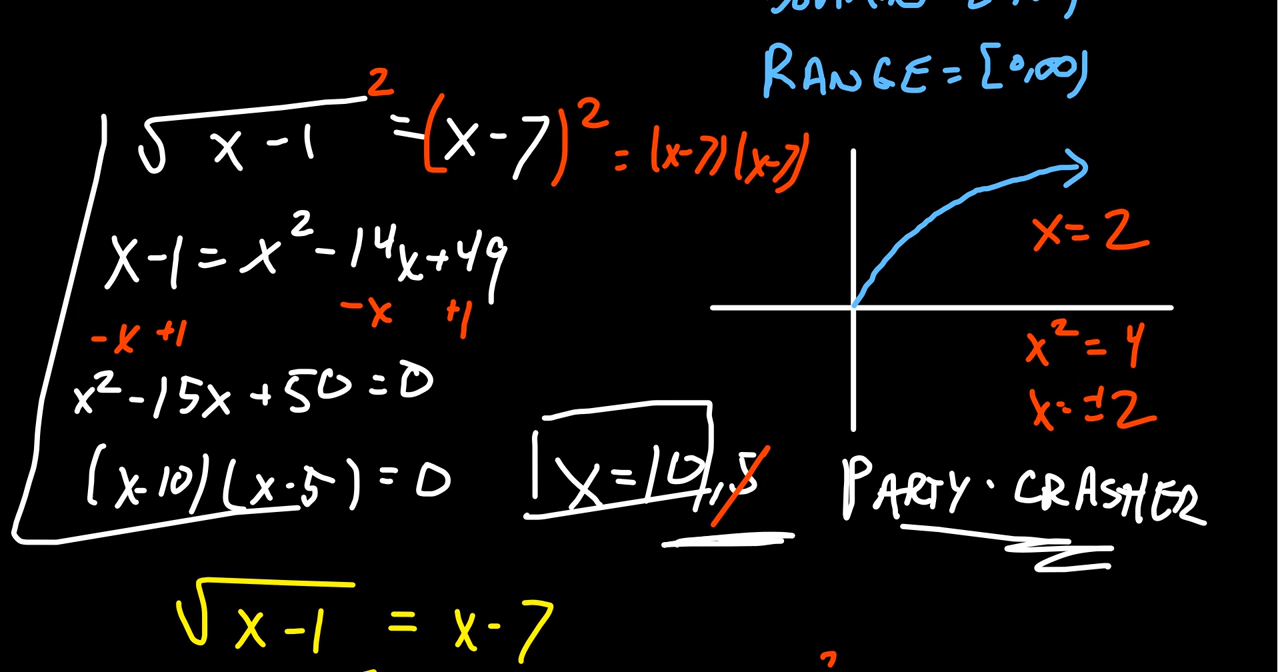 RANGE = [0,∞)
√x-1² = (x-7)² = (x-7)(x-7)
x-1 = x²-14x+49
-x +1 -x +1
x²-15x+50=0
(x-10)(x-5)=0
x=10,5
x=2
x²=4
x=±2
PARTY. CRASHER
√x-1 = x-7
2